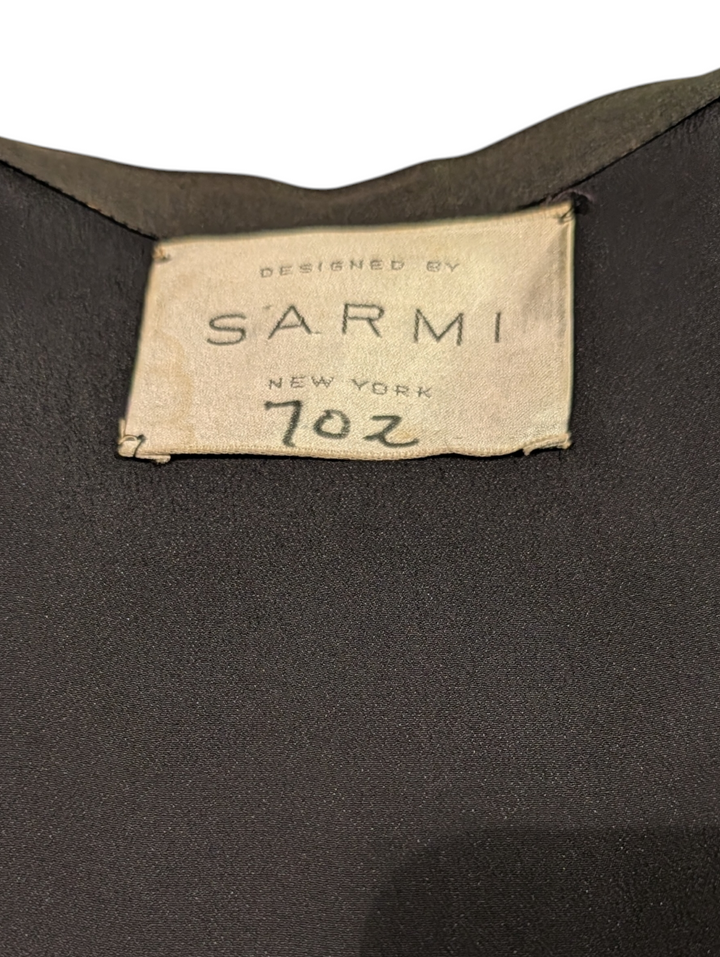 DESIGNED BY
SARMI
NEW YORK
702